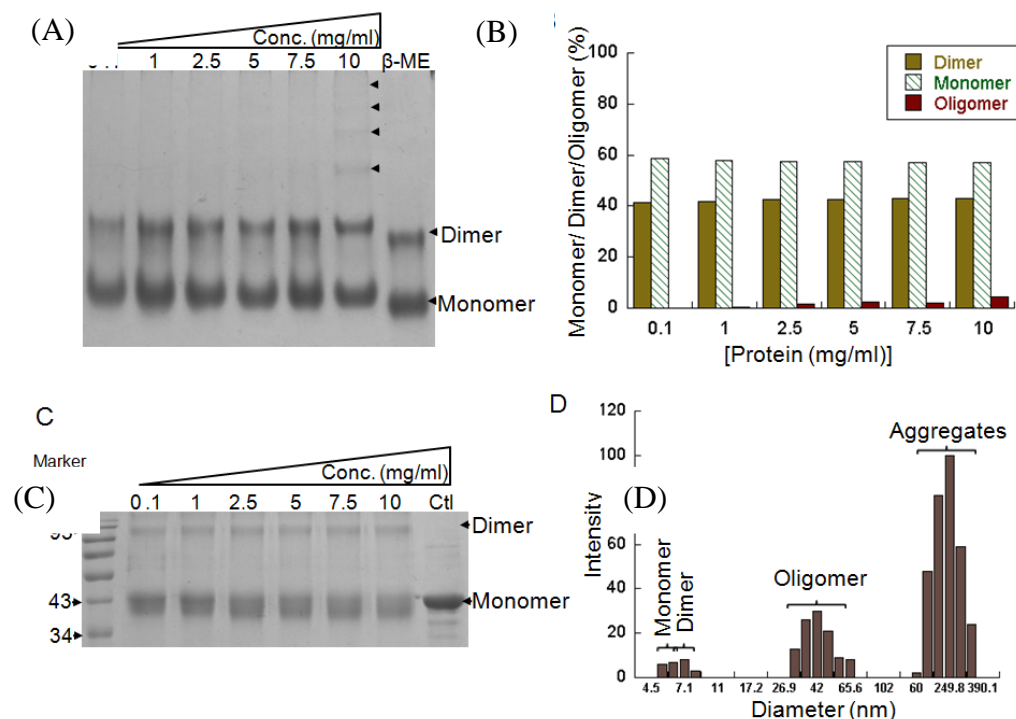 (A)
Conc. (mg/ml)
1 2.5 5 7.5 10 β-ME
Dimer
Monomer
(B)
Monomer/ Dimer/Oligomer (%)
100
80
60
40
20
0
Dimer
Monomer
Oligomer
0.1 1 2.5 5 7.5 10
[Protein (mg/ml)]
C
Marker
(C)
Conc. (mg/ml)
0.1 1 2.5 5 7.5 10 Ctl
Dimer
43
Monomer
34
D
(D)
Intensity
120
100
60
40
20
0
Monomer
Dimer
Oligomer
Aggregates
4.5 7.1 11 17.2 26.9 42 65.6 102 60 249.8 390.1
Diameter (nm)